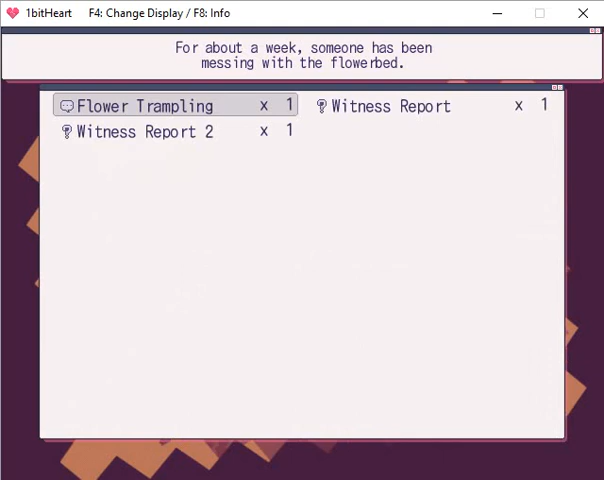 1bitHeart F4: Change Display / F8: Info
For about a week, someone has been
messing with the flowerbed.
Flower Trampling x 1 Witness Report x 1
Witness Report 2 x 1